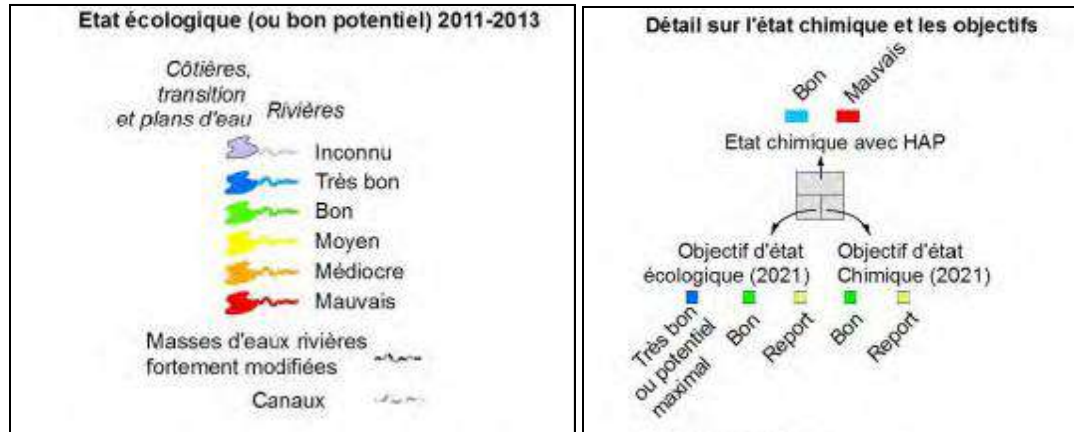 Etat écologique (ou bon potentiel) 2011-2013
Côtières,
transition
et plans d'eau
Rivières
Inconnu
Très bon
Bon
Moyen
Médiocre
Mauvais
Masses d'eaux rivières
fortement modifiées
Canaux
Détail sur l'état chimique et les objectifs
Bon
Mauvais
Etat chimique avec HAP
Objectif d'état
écologique (2021)
Objectif d'état
Chimique (2021)
Très bon
ou potentiel
maximal
Bon
Report
Bon
Report